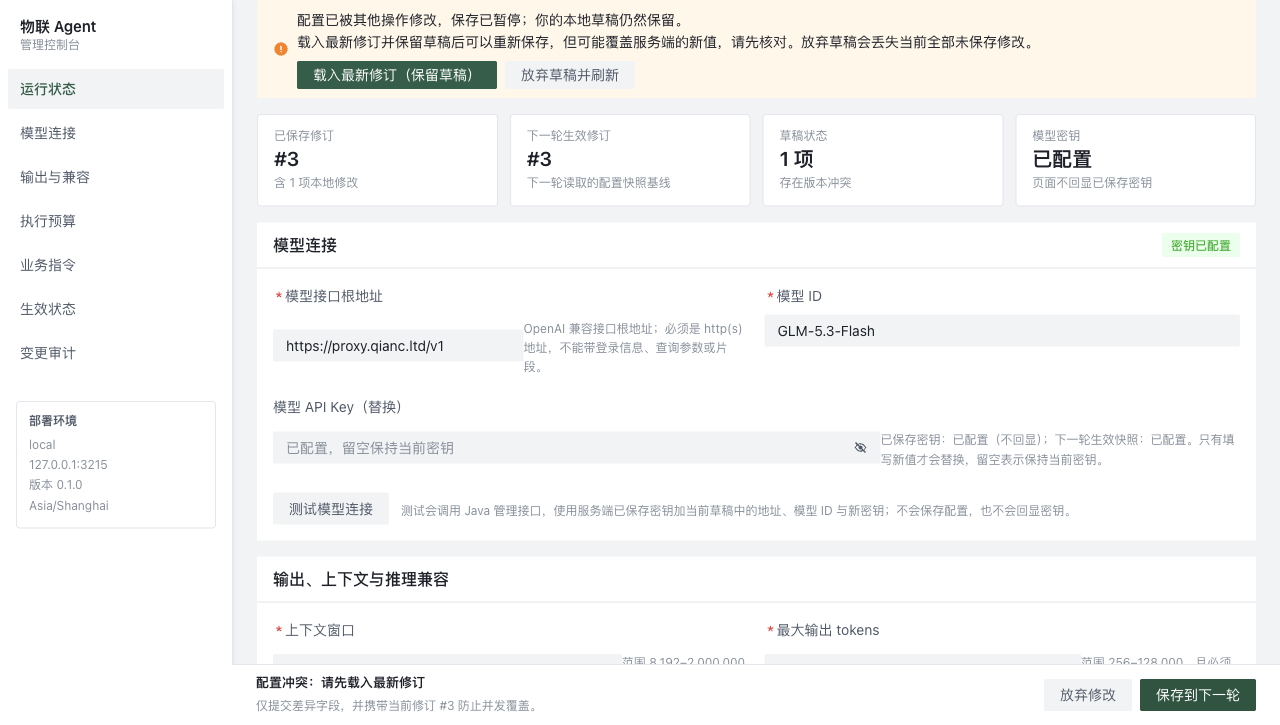 物联 Agent
管理控制台
运行状态
模型连接
输出与兼容
执行预算
业务指令
生效状态
变更审计
部署环境
local
127.0.0.1:3215
版本 0.1.0
Asia/Shanghai
配置已被其他操作修改，保存已暂停；你的本地草稿仍然保留。
载入最新修订并保留草稿后可以重新保存，但可能覆盖服务端的新值，请先核对。放弃草稿会丢失当前全部未保存修改。
载入最新修订（保留草稿）
放弃草稿并刷新
已保存修订
#3
含 1 项本地修改
下一轮生效修订
#3
下一轮读取的配置快照基线
草稿状态
1 项
存在版本冲突
模型密钥
已配置
页面不回显已保存密钥
模型连接
密钥已配置
* 模型接口根地址
https://proxy.qianc.ltd/v1
OpenAI 兼容接口根地址；必须是 http(s)
地址，不能带登录信息、查询参数或片
段。
* 模型 ID
GLM-5.3-Flash
模型 API Key（替换）
已配置，留空保持当前密钥
已保存密钥：已配置（不回显）；下一轮生效快照：已配置。只有填
写新值才会替换，留空表示保持当前密钥。
测试模型连接
测试会调用 Java 管理接口，使用服务端已保存密钥加当前草稿中的地址、模型 ID 与新密钥；不会保存配置，也不会回显密钥。
输出、上下文与推理兼容
* 上下文窗口
范围 8,192–2,000,000
* 最大输出 tokens
范围 256–128,000，且必须
配置冲突：请先载入最新修订
仅提交差异字段，并携带当前修订 #3 防止并发覆盖。
放弃修改
保存到下一轮